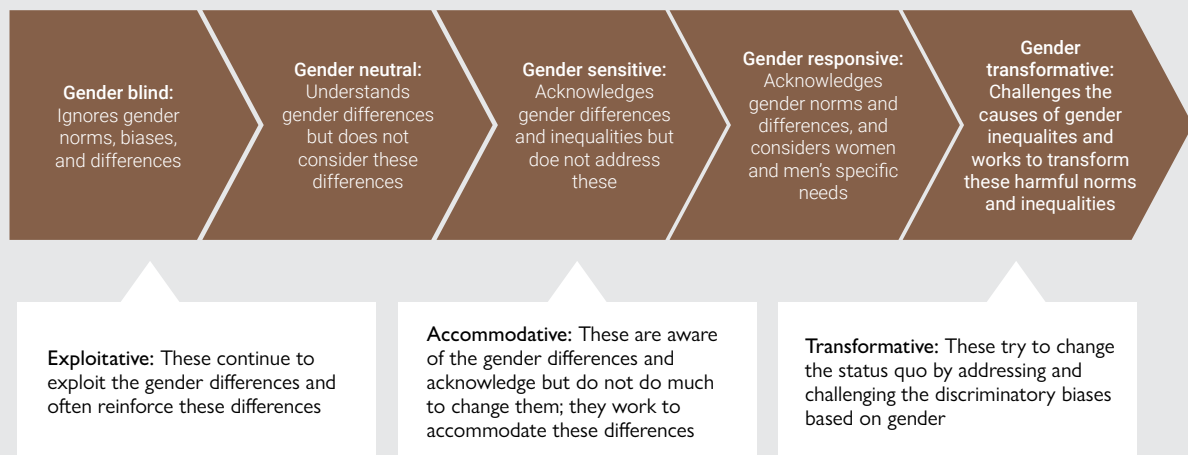 Gender blind:
Ignores gender
norms, biases,
and differences
Gender neutral:
Understands
gender differences
but does not
consider these
differences
Gender sensitive:
Acknowledges
gender differences
and inequalities but
doe not address
these
Gender responsive:
Acknowledges
gender norms and
differences, and
considers women
and men's specific
needs
Gender
transformative:
Challenges the
causes of gender
inequalites and
works to transform
these harmful norms
and inequalities
Exploitative: These continue to
exploit the gender differences and
often reinforce these differences
Accommodative: These are aware
of the gender differences and
acknowledge but do not do much
to change them; they work to
accommodate these differences
Transformative: These try to change
the status quo by addressing and
challenging the discriminatory biases
based on gender